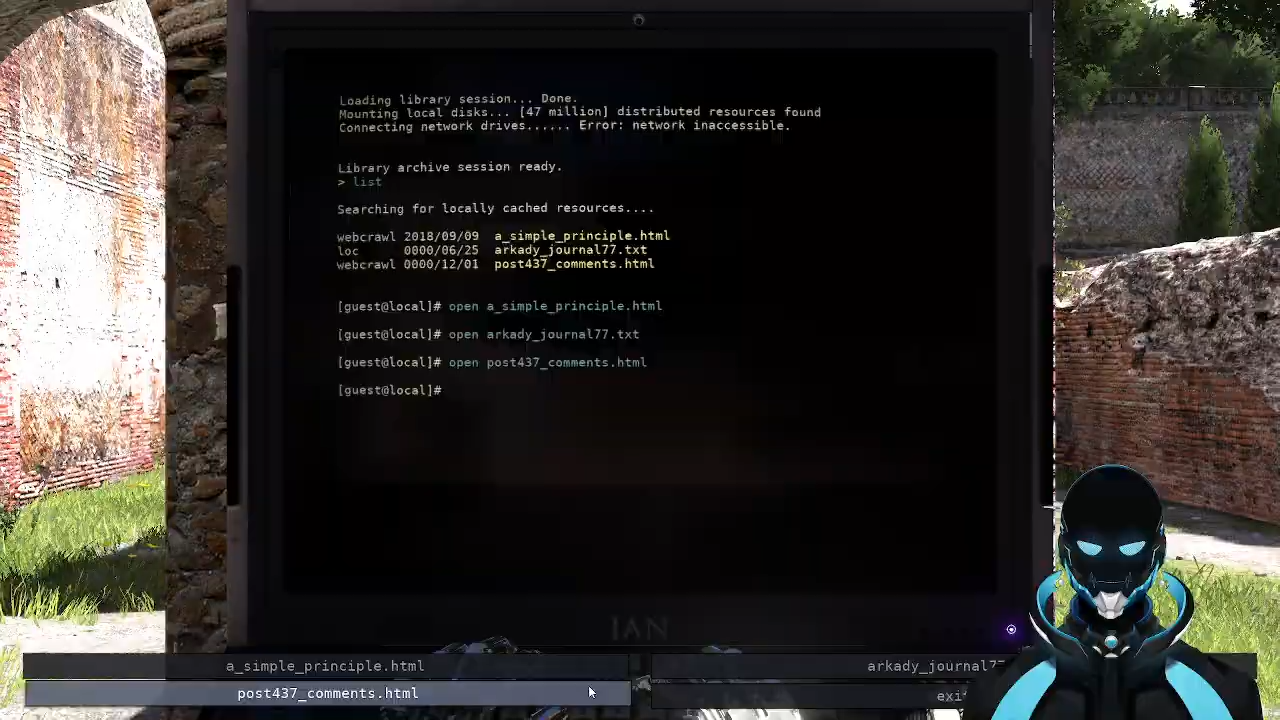 Loading library session... Done.
Mounting local disks... [47 million] distributed resources found
Connecting network drives...... Error: network inaccessible.
Library archive session ready.
> list
Searching for locally cached resources....
webcrawl 2018/09/09 a_simple_principle.html
loc 0000/06/25 arkady_journal77.txt
webcrawl 0000/12/01 post437_comments.html
[guest@local]# open a_simple_principle.html
[guest@local]# open arkady_journal77.txt
[guest@local]# open post437_comments.html
[guest@local]#
IAN
a_simple_principle.html
arkady_journal77
post437_comments.html
exit